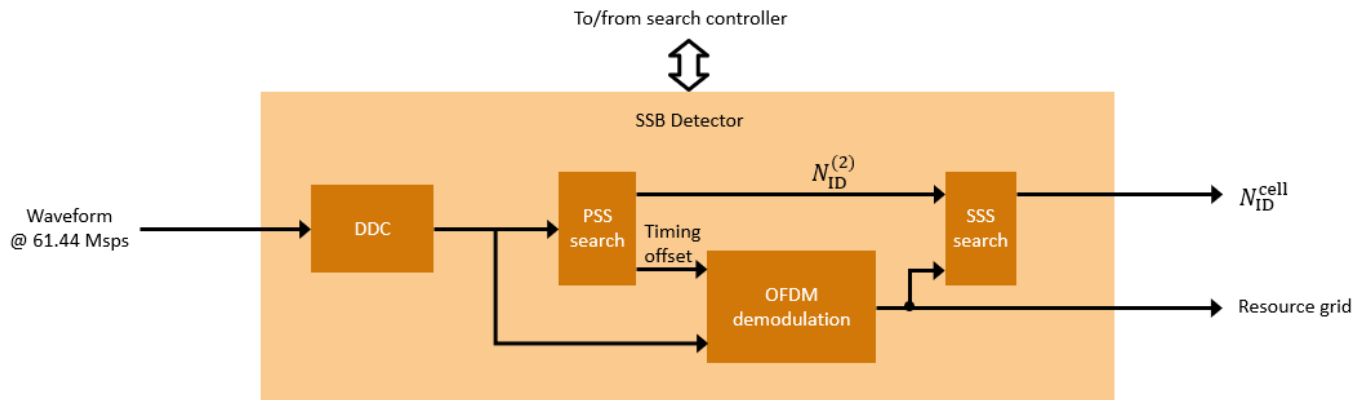 To/from search controller
SSB Detector
Waveform
@ 61.44 Msps
DDC
PSS
search
N_ID^(2)
Timing
offset
OFDM
demodulation
SSS
search
N_ID^cell
Resource grid